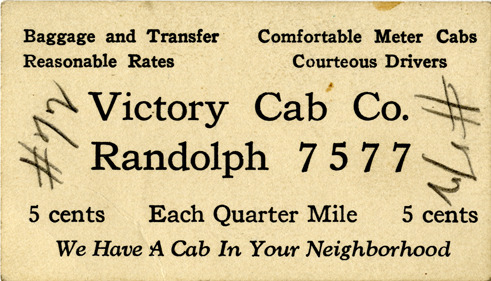 Baggage and Transfer Comfortable Meter Cabs
Reasonable Rates Courteous Drivers
Victory Cab Co.
Randolph 7577
5 cents Each Quarter Mile 5 cents
We Have A Cab In Your Neighborhood